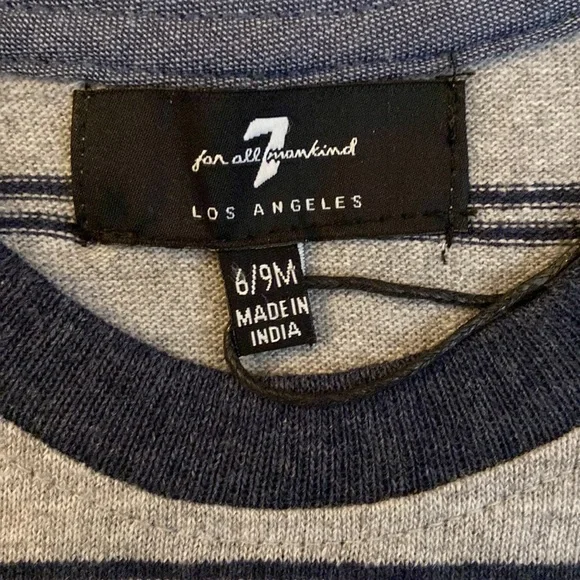 7
for all mankind
LOS ANGELES
6/9M
MADE IN
INDIA